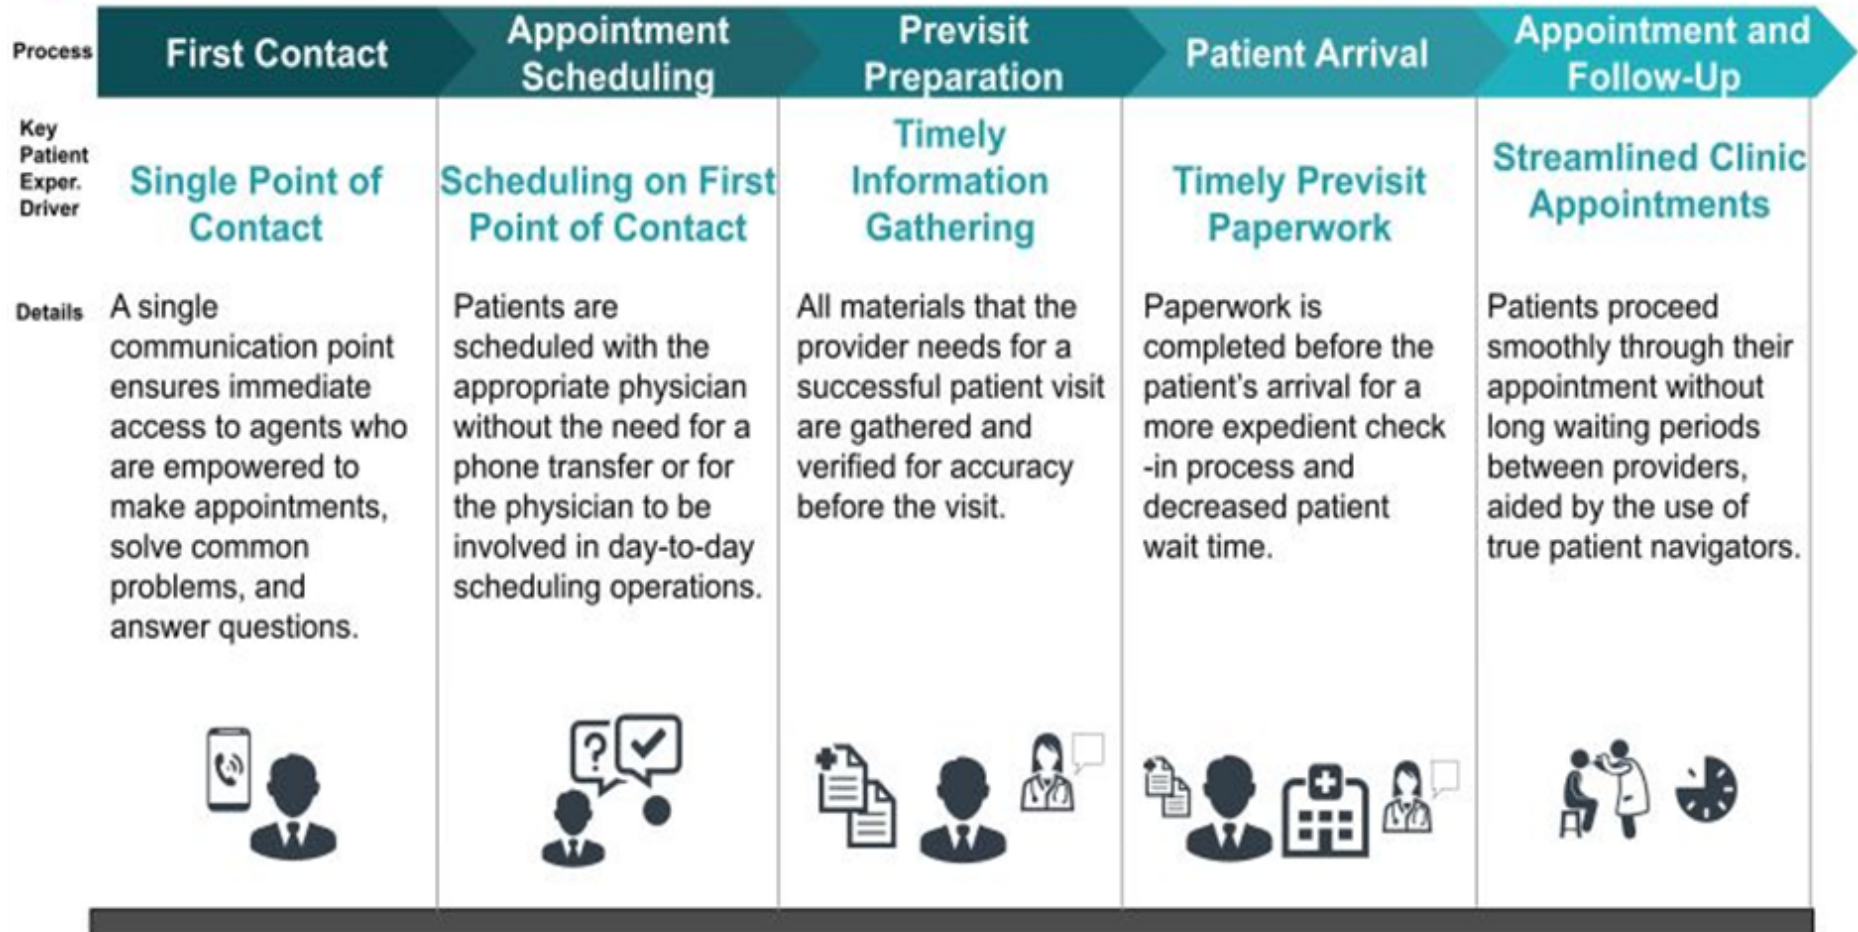 Process
First Contact
Appointment
Scheduling
Previsit
Preparation
Patient Arrival
Appointment and
Follow-Up
Key
Patient
Exper.
Driver
Single Point of
Contact
Scheduling on First
Point of Contact
Timely
Information
Gathering
Timely Previsit
Paperwork
Streamlined Clinic
Appointments
Details
A single
communication point
ensures immediate
access to agents who
are empowered to
make appointments,
solve common
problems, and
answer questions.
Patients are
scheduled with the
appropriate physician
without the need for a
phone transfer or for
the physician to be
involved in day-to-day
scheduling operations.
All materials that the
provider needs for a
successful patient visit
are gathered and
verified for accuracy
before the visit.
Paperwork is
completed before the
patient's arrival for a
more expedient check
-in process and
decreased patient
wait time.
Patients proceed
smoothly through their
appointment without
long waiting periods
between providers,
aided by the use of
true patient navigators.
?